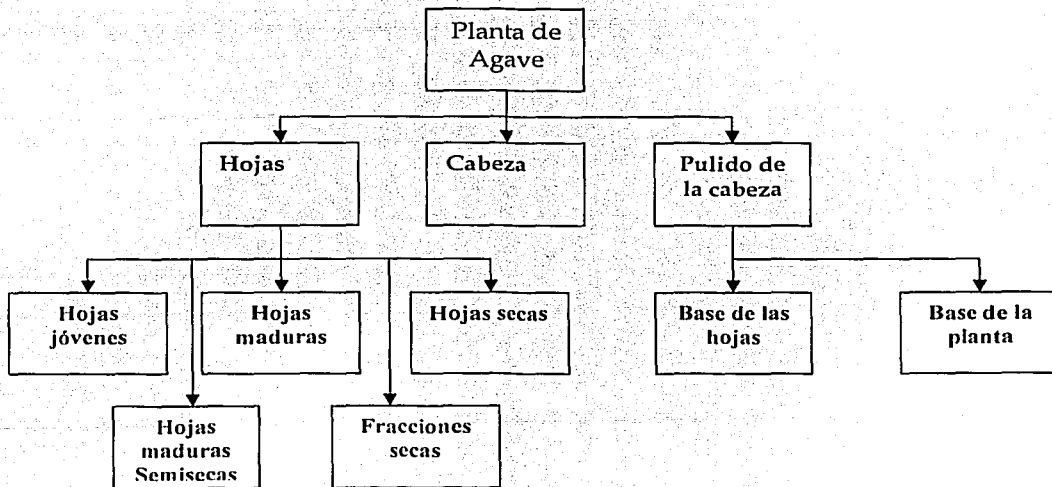 Planta de
Agave
Hojas
Cabeza
Pulido de
la cabeza
Hojas
jóvenes
Hojas
maduras
Hojas secas
Base de las
hojas
Base de la
planta
Hojas
maduras
Semisecas
Fracciones
secas